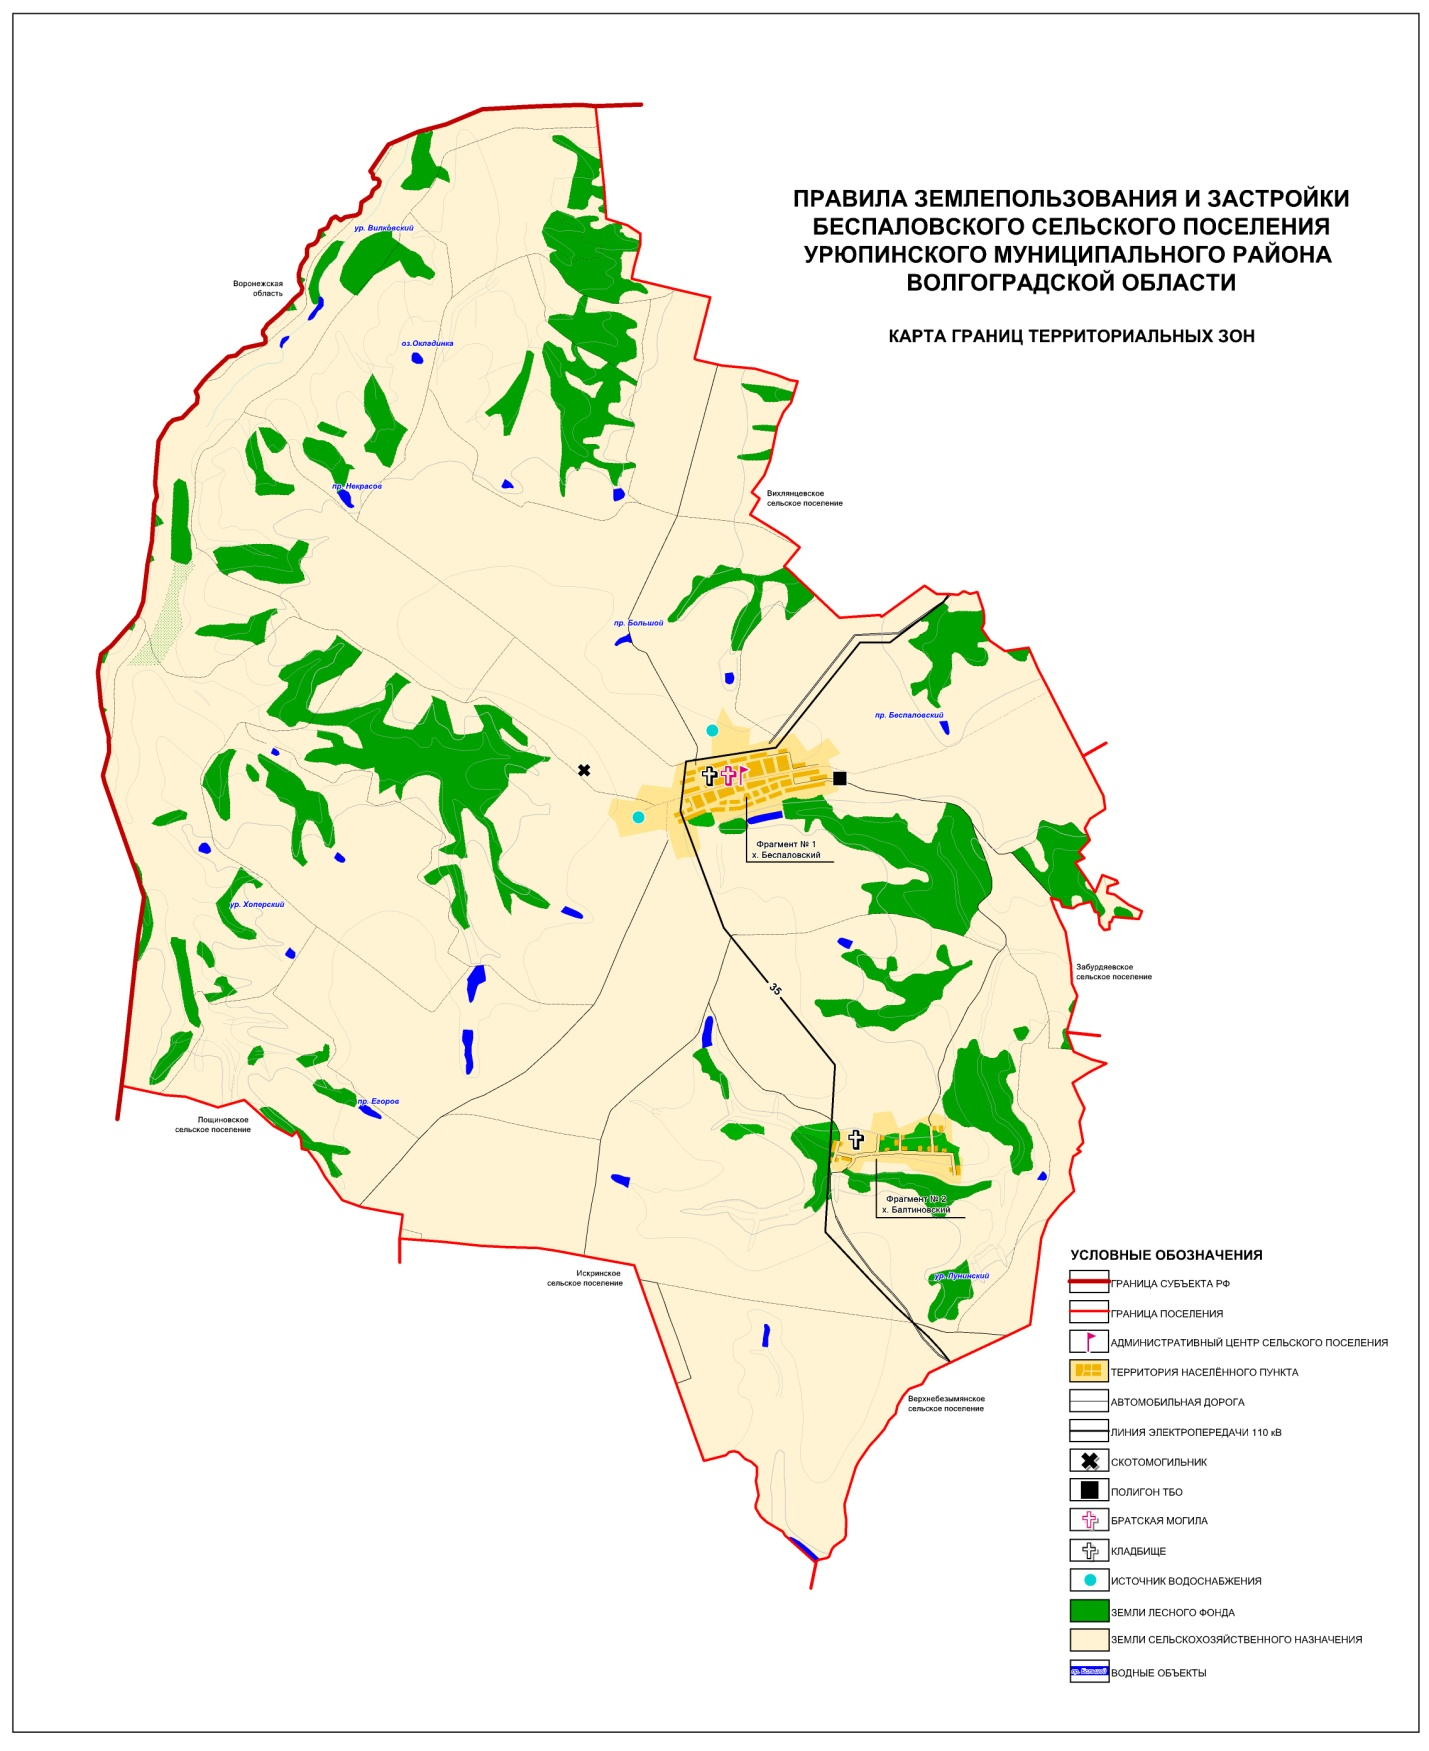 ПРАВИЛА ЗЕМЛЕПОЛЬЗОВАНИЯ И ЗАСТРОЙКИ
БЕСПАЛОВСКОГО СЕЛЬСКОГО ПОСЕЛЕНИЯ
УРЮПИНСКОГО МУНИЦИПАЛЬНОГО РАЙОНА
ВОЛГОГРАДСКОЙ ОБЛАСТИ
КАРТА ГРАНИЦ ТЕРРИТОРИАЛЬНЫХ ЗОН
ур. Вилковский
Воронежская
область
оз.Окладинка
пр. Некрасов
Вихлянцевское
сельское поселение
пр. Большой
пр. Беспаловский
Фрагмент № 1
х. Беспаловский
ур. Хоперский
Забурдяевское
сельское поселение
35
пр. Егоров
Пощиновское
сельское поселение
Фрагмент № 2
х. Балтиновский
Искринское
сельское поселение
ур. Лунинский
Верхнебезымянское
сельское поселение
УСЛОВНЫЕ ОБОЗНАЧЕНИЯ
ГРАНИЦА СУБЪЕКТА РФ
ГРАНИЦА ПОСЕЛЕНИЯ
АДМИНИСТРАТИВНЫЙ ЦЕНТР СЕЛЬСКОГО ПОСЕЛЕНИЯ
ТЕРРИТОРИЯ НАСЕЛЁННОГО ПУНКТА
АВТОМОБИЛЬНАЯ ДОРОГА
ЛИНИЯ ЭЛЕКТРОПЕРЕДАЧИ 110 кВ
СКОТОМОГИЛЬНИК
ПОЛИГОН ТБО
БРАТСКАЯ МОГИЛА
КЛАДБИЩЕ
ИСТОЧНИК ВОДОСНАБЖЕНИЯ
ЗЕМЛИ ЛЕСНОГО ФОНДА
ЗЕМЛИ СЕЛЬСКОХОЗЯЙСТВЕННОГО НАЗНАЧЕНИЯ
пр. Большой
ВОДНЫЕ ОБЪЕКТЫ